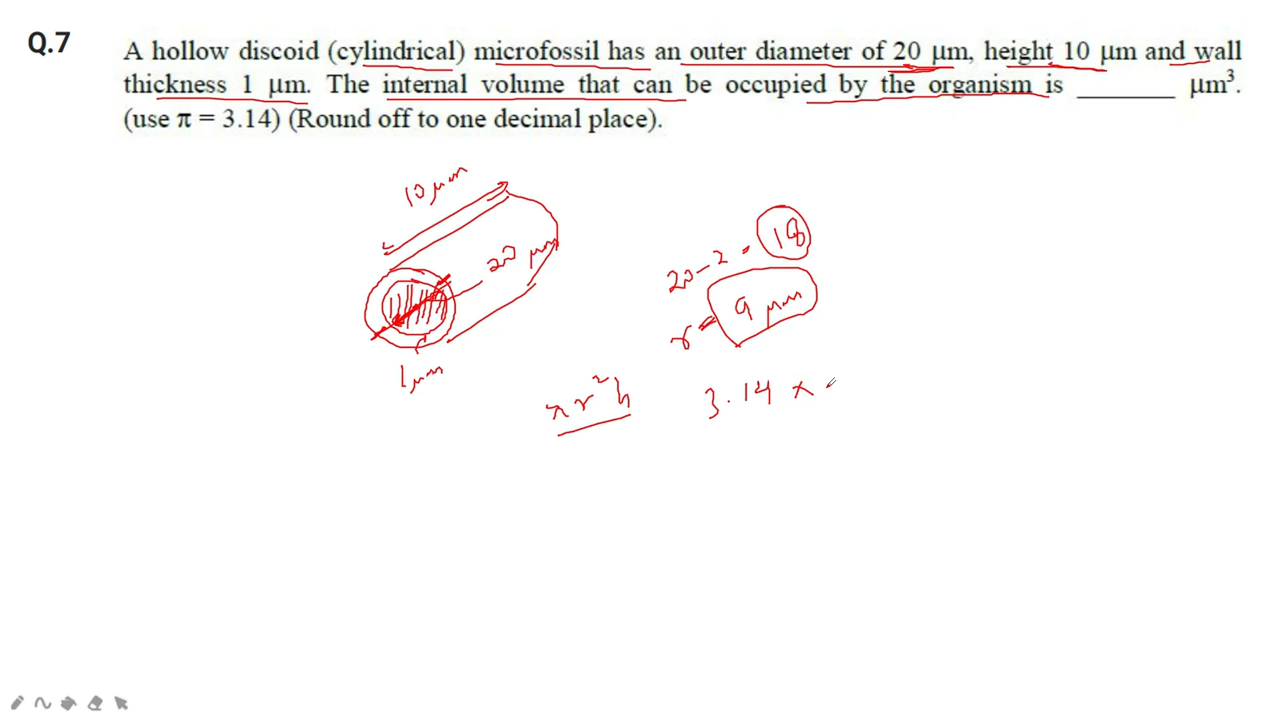 Q.7
A hollow discoid (cylindrical) microfossil has an outer diameter of 20 μm, height 10 μm and wall
thickness 1 μm. The internal volume that can be occupied by the organism is ________ μm³.
(use π = 3.14) (Round off to one decimal place).
10 μm
20 μm
1 μm
20-2 = 18
r = 9 μm
πr²h
3.14 ×